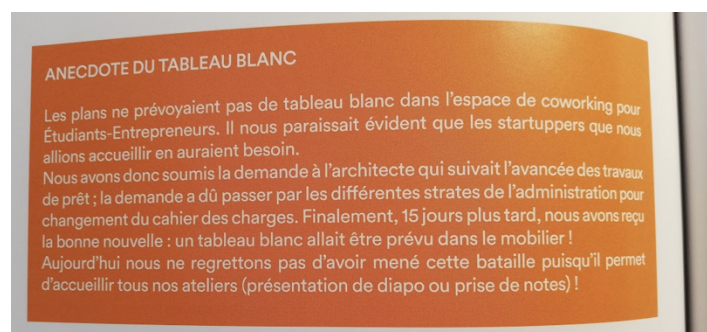 ANECDOTE DU TABLEAU BLANC
Les plans ne prévoyaient pas de tableau blanc dans l'espace de coworking pour
Étudiants-Entrepreneurs. Il nous paraissait évident que les startuppers que nous
allions accueillir en auraient besoin.
Nous avons donc soumis la demande à l'architecte qui suivait l'avancée des travaux
de prêt ; la demande a dû passer par les différentes strates de l'administration pour
changement du cahier des charges. Finalement, 15 jours plus tard, nous avons reçu
la bonne nouvelle : un tableau blanc allait être prévu dans le mobilier !
Aujourd'hui nous ne regrettons pas d'avoir mené cette bataille puisqu'il permet
d'accueillir tous nos ateliers (présentation de diapo ou prise de notes) !